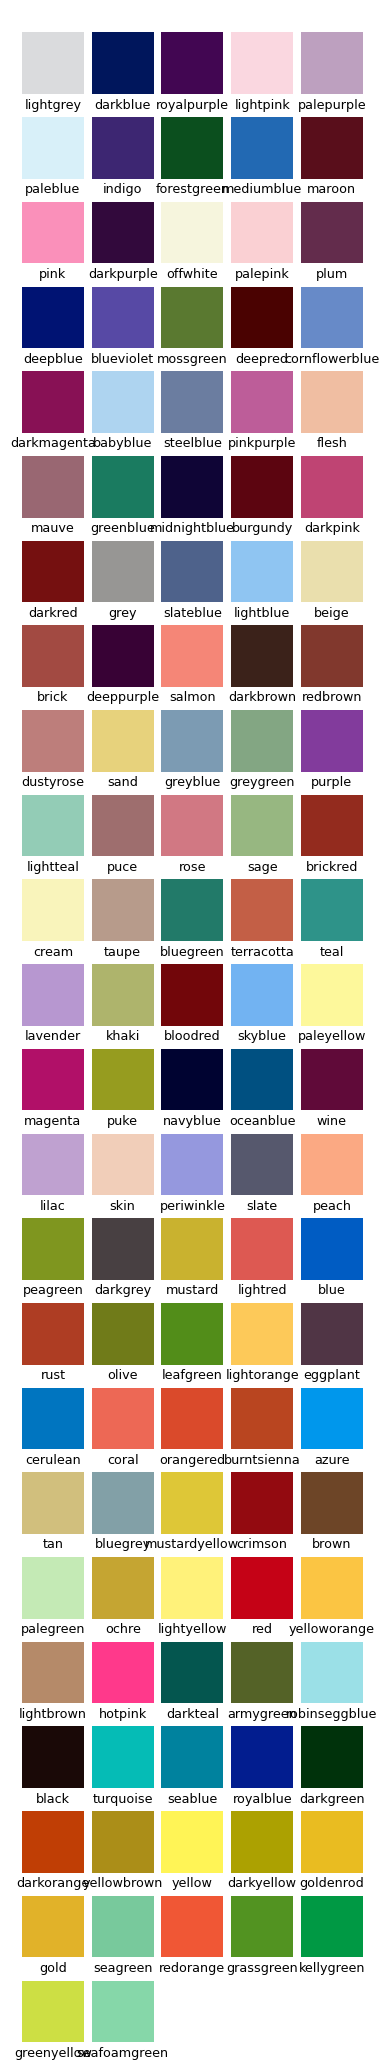 lightgrey darkblue royalpurple lightpink palepurple
paleblue indigo forestgreen mediumblue maroon
pink darkpurple offwhite palepink plum
deepblue blueviolet mossgreen deepred cornflowerblue
darkmagenta babyblue steelblue pinkpurple flesh
mauve greenblue midnightblue burgundy darkpink
darkred grey slateblue lightblue beige
brick deeppurple salmon darkbrown redbrown
dustyrose sand greyblue greygreen purple
lightteal puce rose sage brickred
cream taupe bluegreen terracotta teal
lavender khaki bloodred skyblue paleyellow
magenta puke navyblue oceanblue wine
lilac skin periwinkle slate peach
peagreen darkgrey mustard lightred blue
rust olive leafgreen lightorange eggplant
cerulean coral orangered burntsienna azure
tan bluegrey mustardyellow crimson brown
palegreen ochre lightyellow red yelloworange
lightbrown hotpink darkteal armygreen robinseggblue
black turquoise seablue royalblue darkgreen
darkorange yellowbrown yellow darkyellow goldenrod
gold seagreen redorange grassgreen kellygreen
greenyellow seafoamgreen